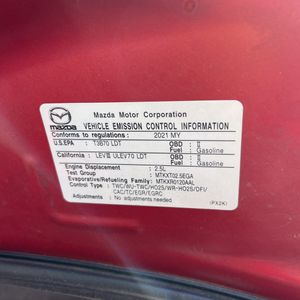 mazda
Mazda Motor Corporation
VEHICLE EMISSION CONTROL INFORMATION
Conforms to regulations : 2021 MY
U.S.EPA : T3B70 LDT OBD : II
Fuel : Gasoline
California : LEVⅢ ULEV70 LDT OBD : II
Fuel : Gasoline
Engine Displacement : 2.5L
Test Group : MTKXT02.5EGA
Evaporative/Refueling Family : MTKXR0120AAL
Control Type : TWC/WU-TWC/HO2S/WR-HO2S/DFI/
CAC/TC/EGR/EGRC
Adjustments : No adjustments needed.
(PX2K)